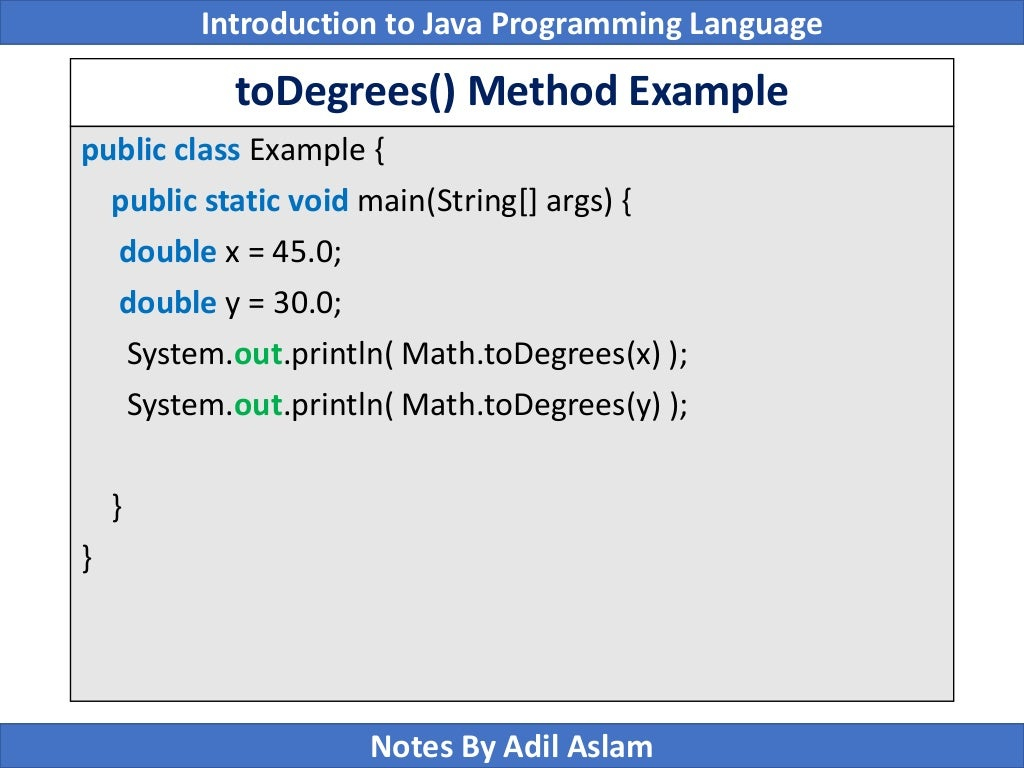 Introduction to Java Programming Language
toDegrees() Method Example
public class Example {
public static void main(String[] args) {
double x = 45.0;
double y = 30.0;
System.out.println( Math.toDegrees(x) );
System.out.println( Math.toDegrees(y) );
}
}
Notes By Adil Aslam